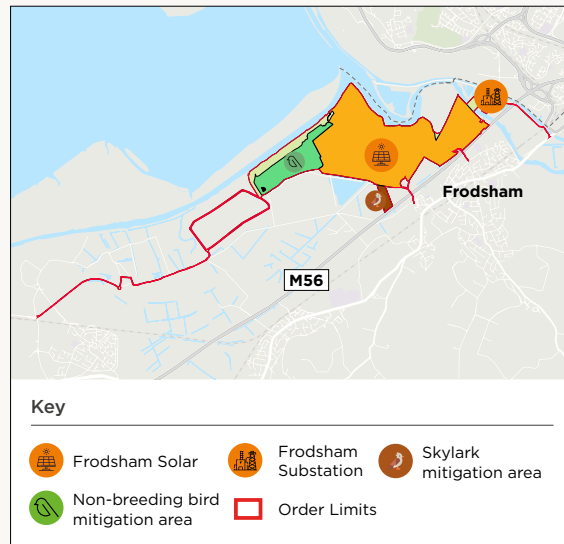 Frodsham
M56
Key
Frodsham Solar
Frodsham
Substation
Skylark
mitigation area
Non-breeding bird
mitigation area
Order Limits